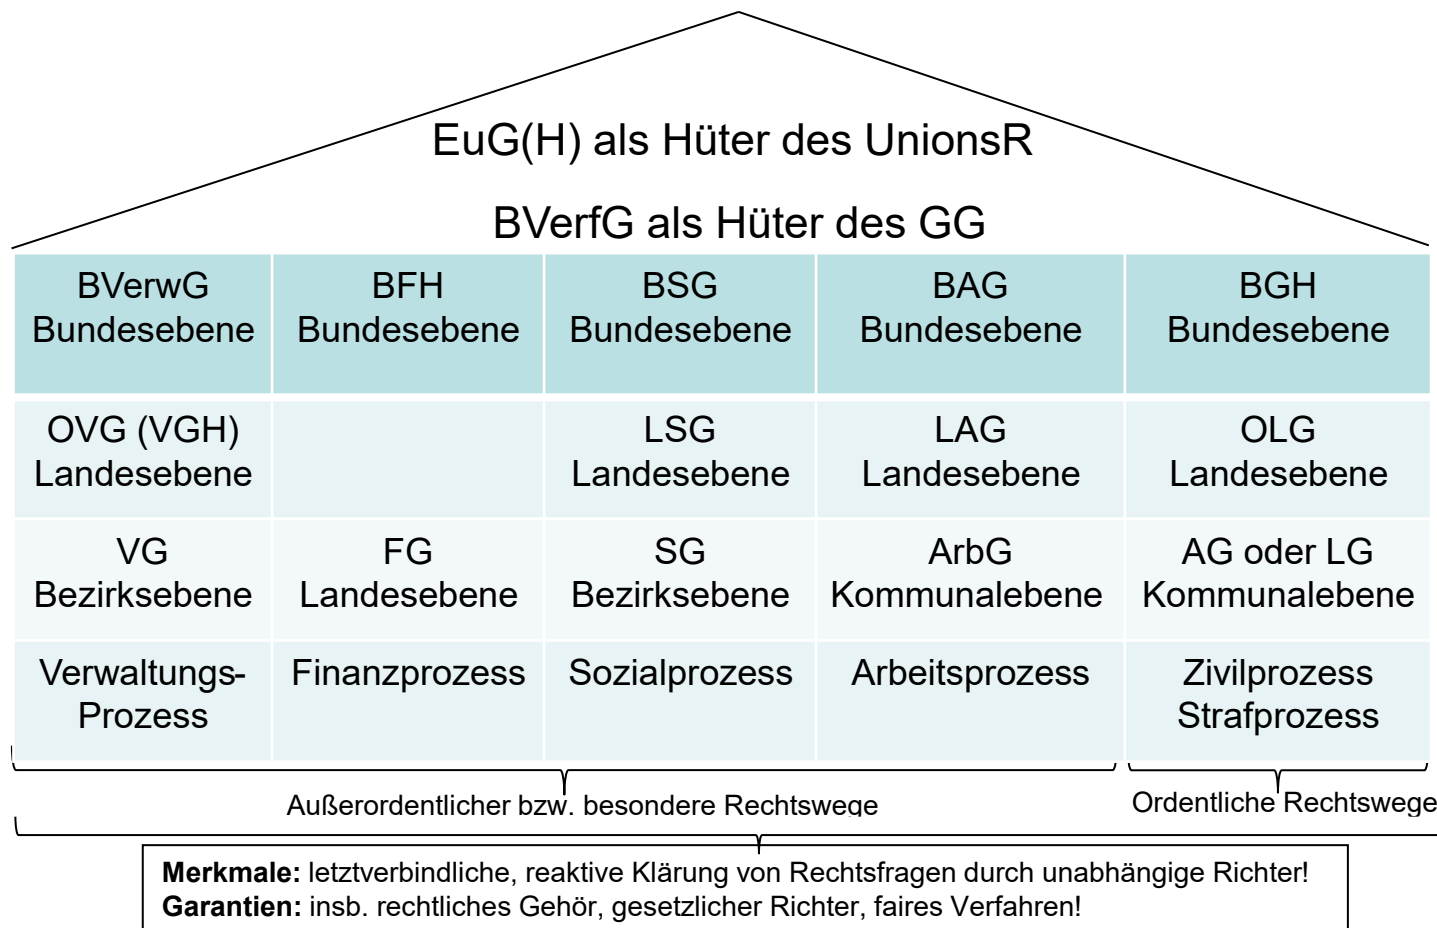 EuG(H) als Hüter des UnionsR
BVerfG als Hüter des GG
BVerwG
Bundesebene
BFH
Bundesebene
BSG
Bundesebene
BAG
Bundesebene
BGH
Bundesebene
OVG (VGH)
Landesebene
LSG
Landesebene
LAG
Landesebene
OLG
Landesebene
VG
Bezirksebene
FG
Landesebene
SG
Bezirksebene
ArbG
Kommunalebene
AG oder LG
Kommunalebene
Verwaltungs-
Prozess
Finanzprozess
Sozialprozess
Arbeitsprozess
Zivilprozess
Strafprozess
Außerordentlicher bzw. besondere Rechtswege
Ordentliche Rechtswege
Merkmale: letztverbindliche, reaktive Klärung von Rechtsfragen durch unabhängige Richter!
Garantien: insb. rechtliches Gehör, gesetzlicher Richter, faires Verfahren!